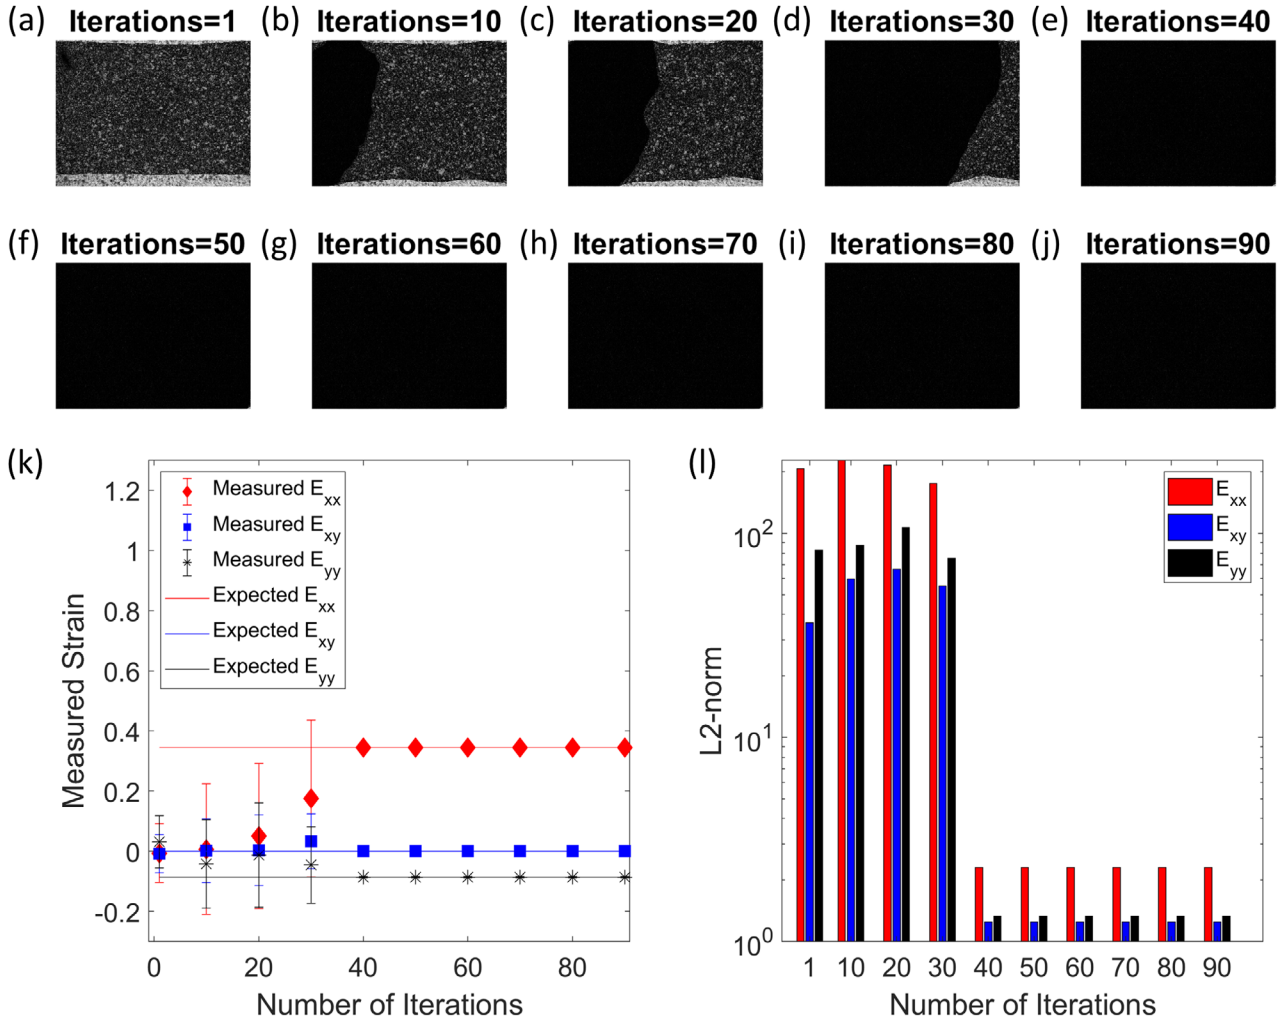 (a) Iterations=1 (b) Iterations=10 (c) Iterations=20 (d) Iterations=30 (e) Iterations=40
(f) Iterations=50 (g) Iterations=60 (h) Iterations=70 (i) Iterations=80 (j) Iterations=90
(k)
Measured Strain
1.2
1
0.8
0.6
0.4
0.2
0
-0.2
Measured Exx
Measured Exy
Measured Eyy
Expected Exx
Expected Exy
Expected Eyy
0 20 40 60 80
Number of Iterations
(l)
L2-norm
10^2
10^1
10^0
Exx
Exy
Eyy
1 10 20 30 40 50 60 70 80 90
Number of Iterations